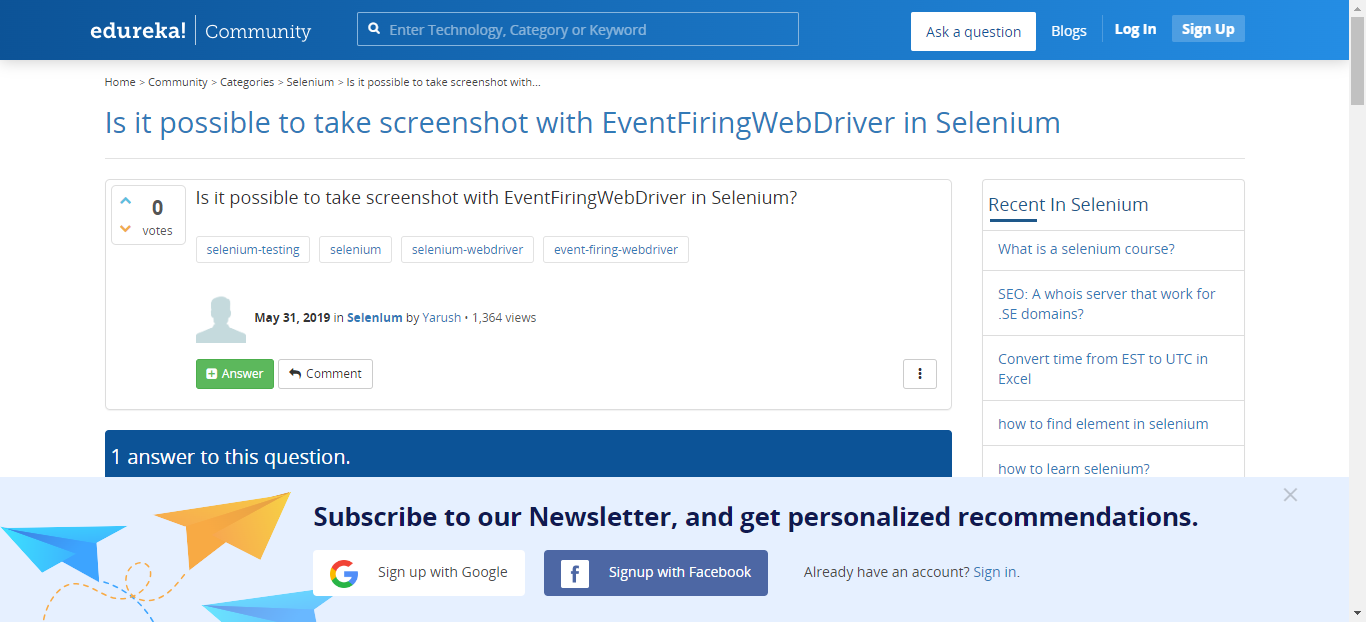 edureka!
Community
Enter Technology, Category or Keyword
Ask a question
Blogs
Log In
Sign Up
Home > Community > Categories > Selenium > Is it possible to take screenshot with...
Is it possible to take screenshot with EventFiringWebDriver in Selenium
0
votes
Is it possible to take screenshot with EventFiringWebDriver in Selenium?
selenium-testing
selenium
selenium-webdriver
event-firing-webdriver
May 31, 2019 in Selenium by Yarush • 1,364 views
Answer
Comment
1 answer to this question.
Recent In Selenium
What is a selenium course?
SEO: A whois server that work for
.SE domains?
Convert time from EST to UTC in
Excel
how to find element in selenium
how to learn selenium?
Subscribe to our Newsletter, and get personalized recommendations.
Sign up with Google
Signup with Facebook
Already have an account? Sign in.